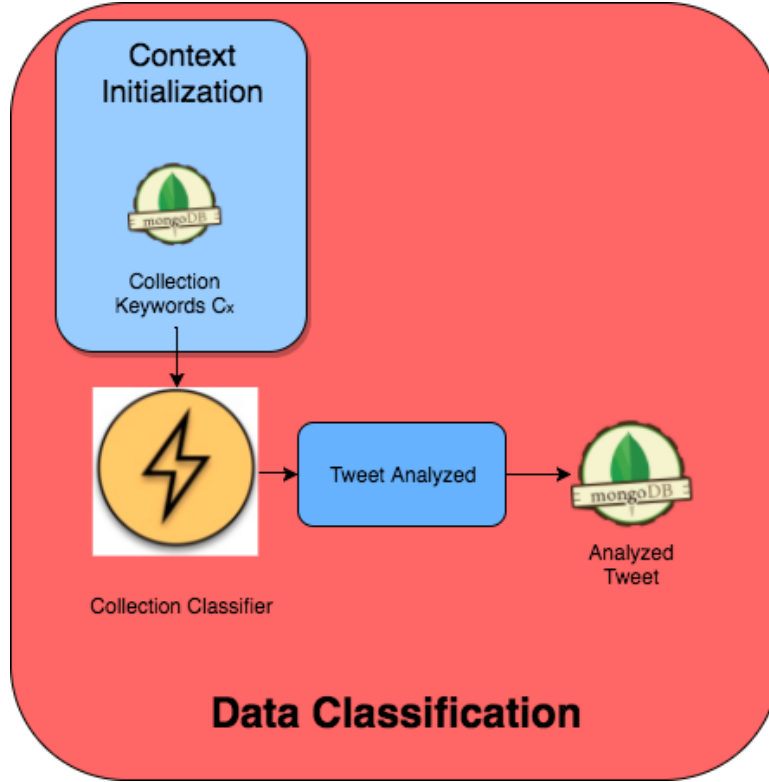 Context
Initialization
mongoDB
Collection
Keywords Cx
Tweet Analyzed
mongoDB
Analyzed
Tweet
Collection Classifier
Data Classification